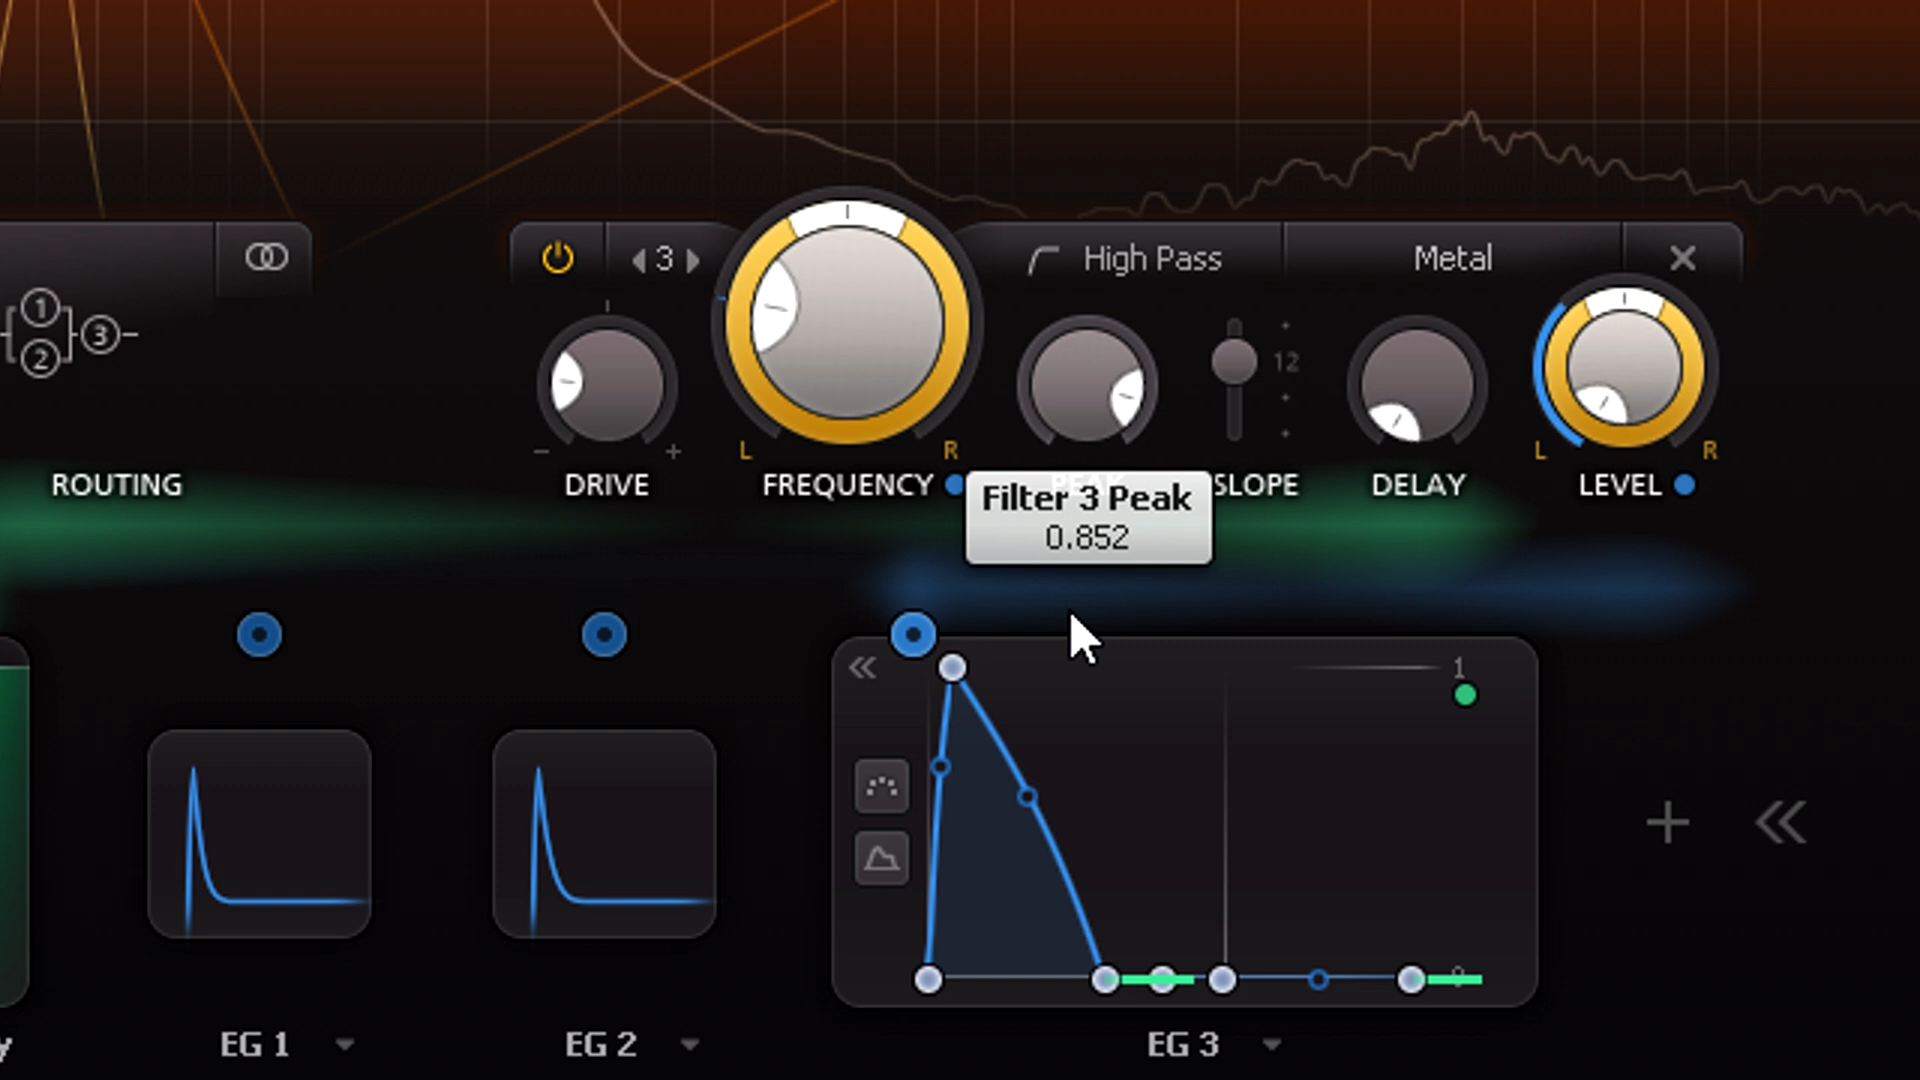 3
High Pass
Metal
1
2
3
12
L
R
L
R
ROUTING
DRIVE
FREQUENCY
PEAK
SLOPE
DELAY
LEVEL
Filter 3 Peak
0.852
1
y
EG 1
EG 2
EG 3